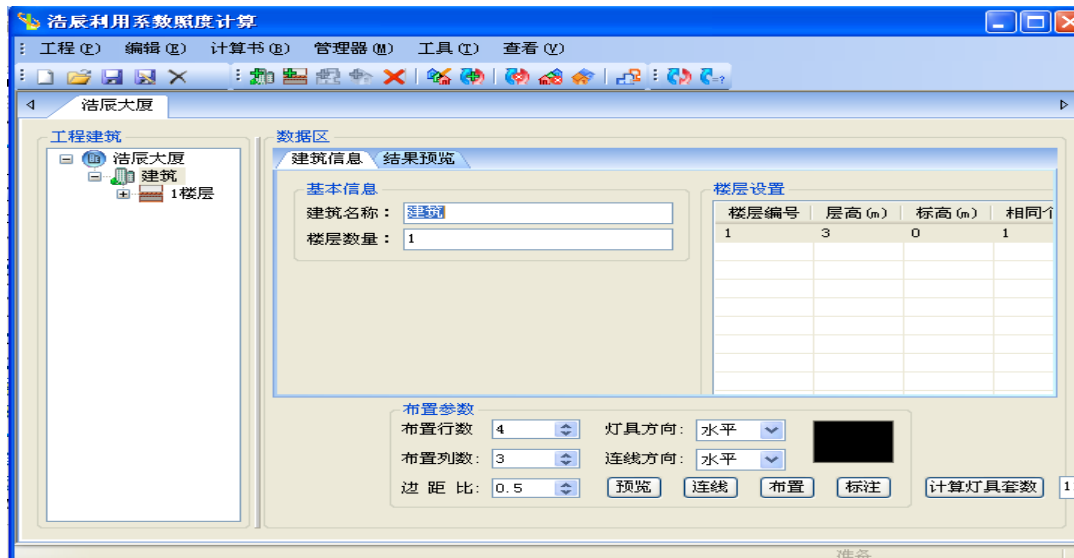 浩辰利用系数照度计算
工程(P) 编辑(E) 计算书(B) 管理器(M) 工具(T) 查看(V)
浩辰大厦
工程建筑
浩辰大厦
建筑
1楼层
数据区
建筑信息 结果预览
基本信息
建筑名称： 建筑
楼层数量： 1
楼层设置
楼层编号 层高(m) 标高(m) 相同个
1 3 0 1
布置参数
布置行数 4 灯具方向: 水平
布置列数: 3 连线方向: 水平
边 距 比: 0.5 预览 连线 布置 标注 计算灯具套数 1
准备